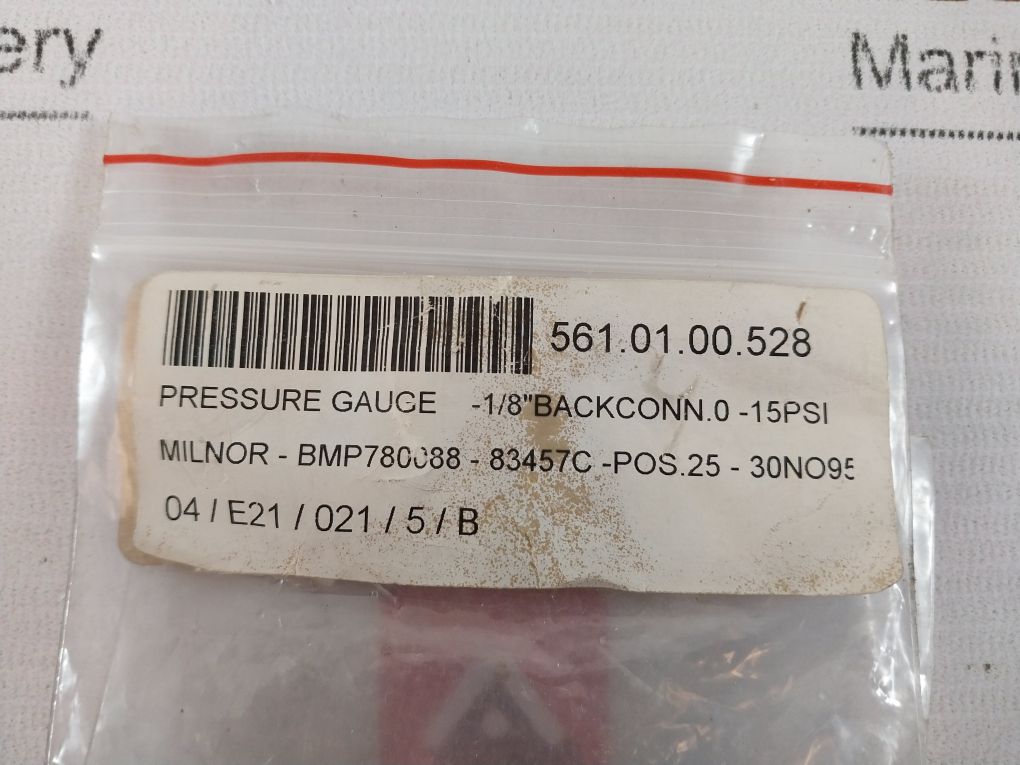 ery Marin
561.01.00.528
PRESSURE GAUGE -1/8"BACKCONN.0 -15PSI
MILNOR - BMP780088 - 83457C -POS.25 - 30NO95
04 / E21 / 021 / 5 / B